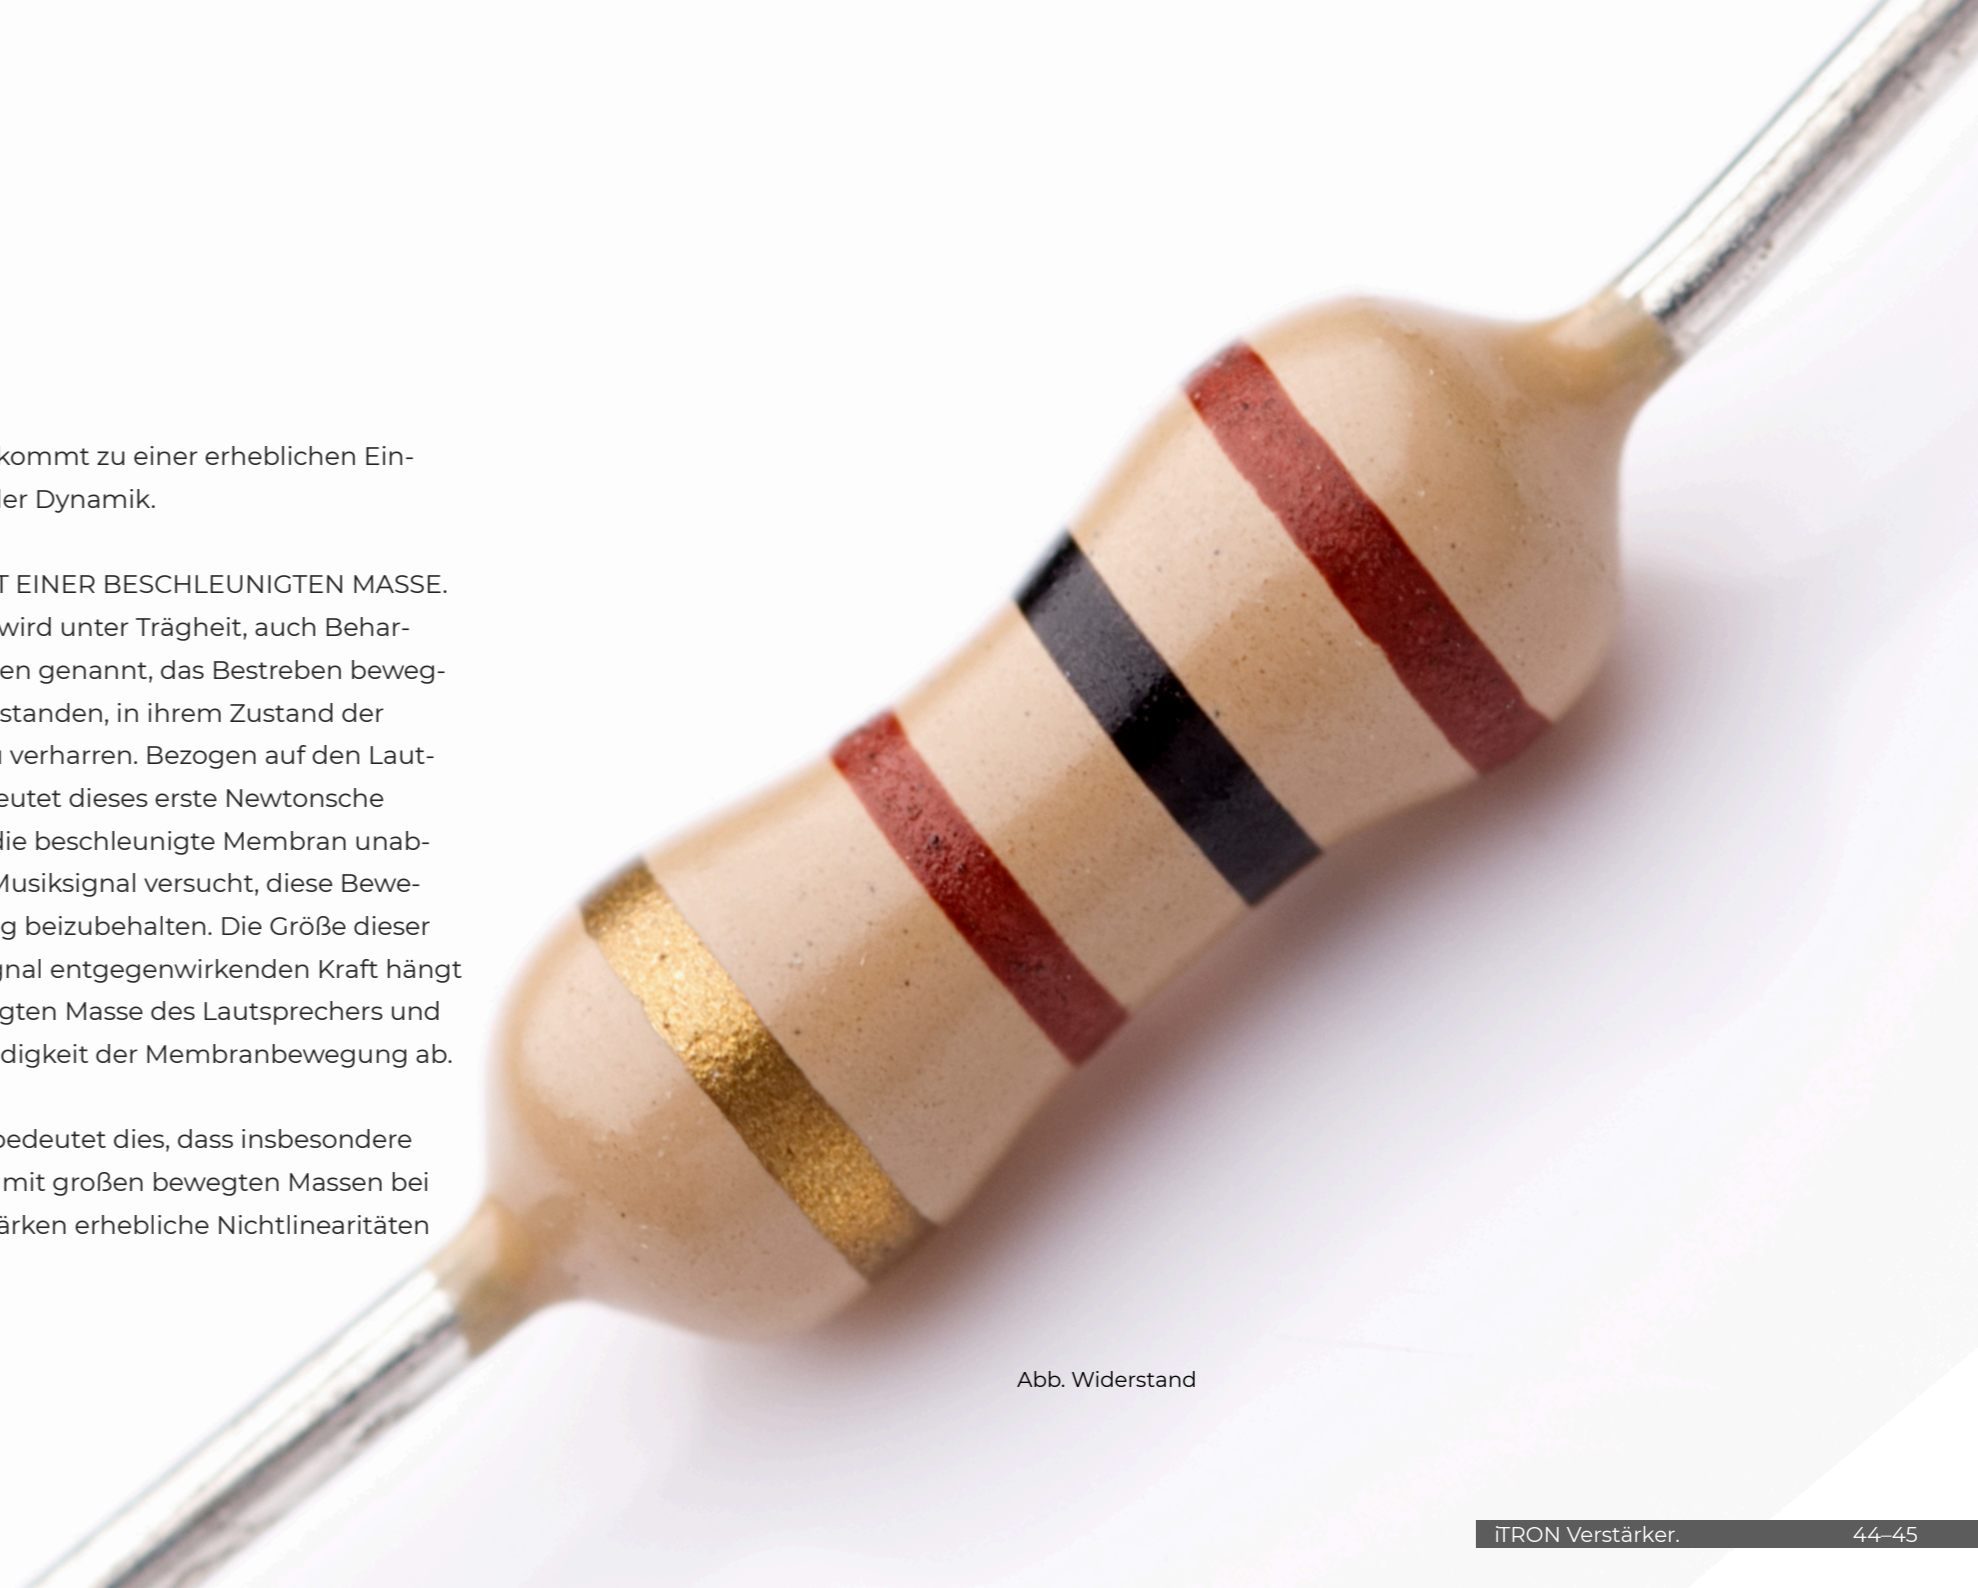 kommt zu einer erheblichen Ein-
der Dynamik.
T EINER BESCHLEUNIGTEN MASSE.
wird unter Trägheit, auch Behar-
en genannt, das Bestreben beweg-
standen, in ihrem Zustand der
verharren. Bezogen auf den Laut-
eutet dieses erste Newtonsche
die beschleunigte Membran unab-
Musiksignal versucht, diese Bewe-
g beizubehalten. Die Größe dieser
gnal entgegenwirkenden Kraft hängt
gten Masse des Lautsprechers und
digkeit der Membranbewegung ab.
bedeutet dies, dass insbesondere
mit großen bewegten Massen bei
ärken erhebliche Nichtlinearitäten
Abb. Widerstand
iTRON Verstärker. 44–45